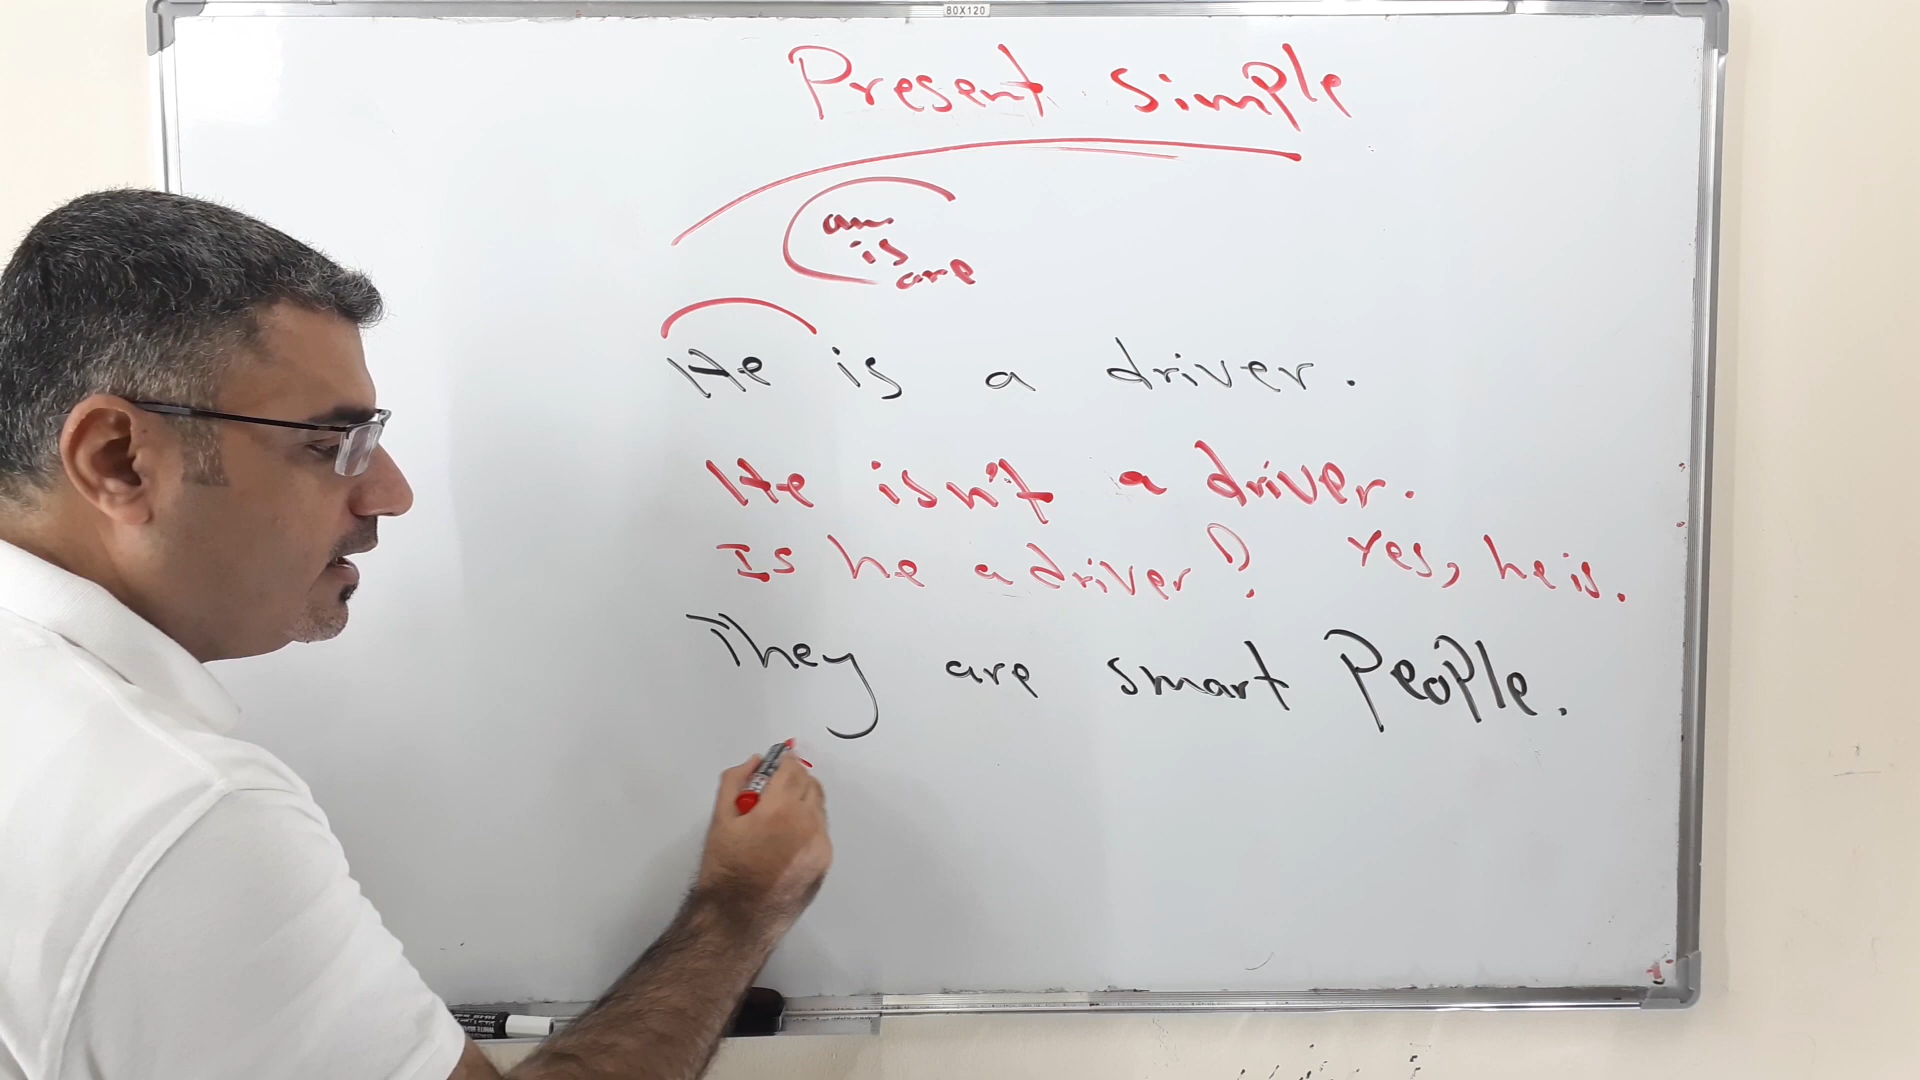 80X120
Present simple
am
is
are
He is a driver.
He isn't a driver.
Is he a driver? Yes, he is.
They are smart People.